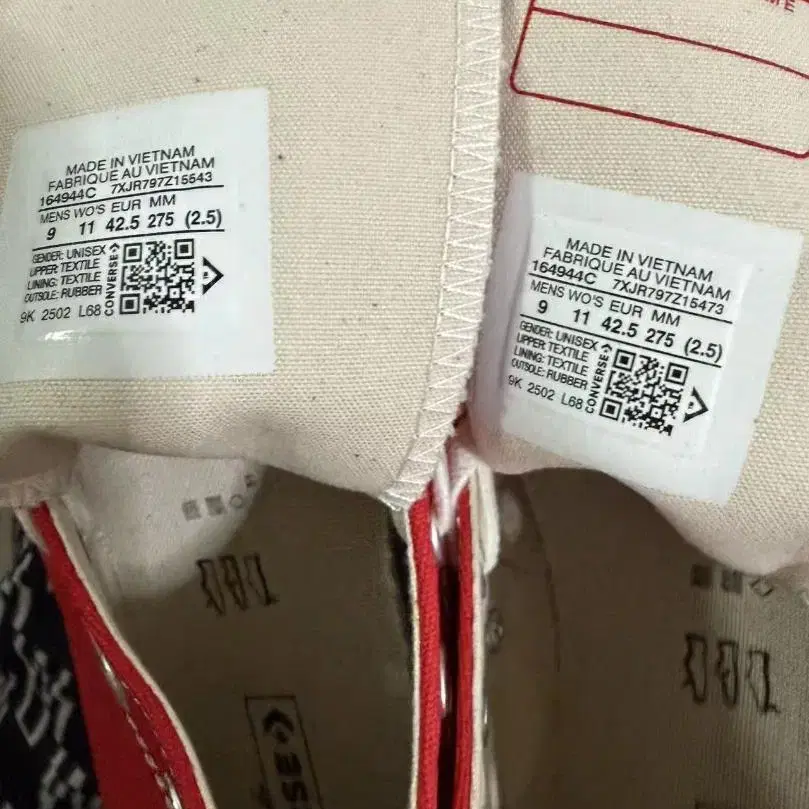 MADE IN VIETNAM
FABRIQUE AU VIETNAM
164944C 7XJR797Z15543
MENS WO'S EUR MM
9 11 42.5 275 (2.5)
GENDER: UNISEX
UPPER: TEXTILE
LINING: TEXTILE
OUTSOLE: RUBBER
CONVERSE
9K 2502 L68
MADE IN VIETNAM
FABRIQUE AU VIETNAM
164944C 7XJR797Z15473
MENS WO'S EUR MM
9 11 42.5 275 (2.5)
GENDER: UNISEX
UPPER: TEXTILE
LINING: TEXTILE
OUTSOLE: RUBBER
CONVERSE
9K 2502 L68